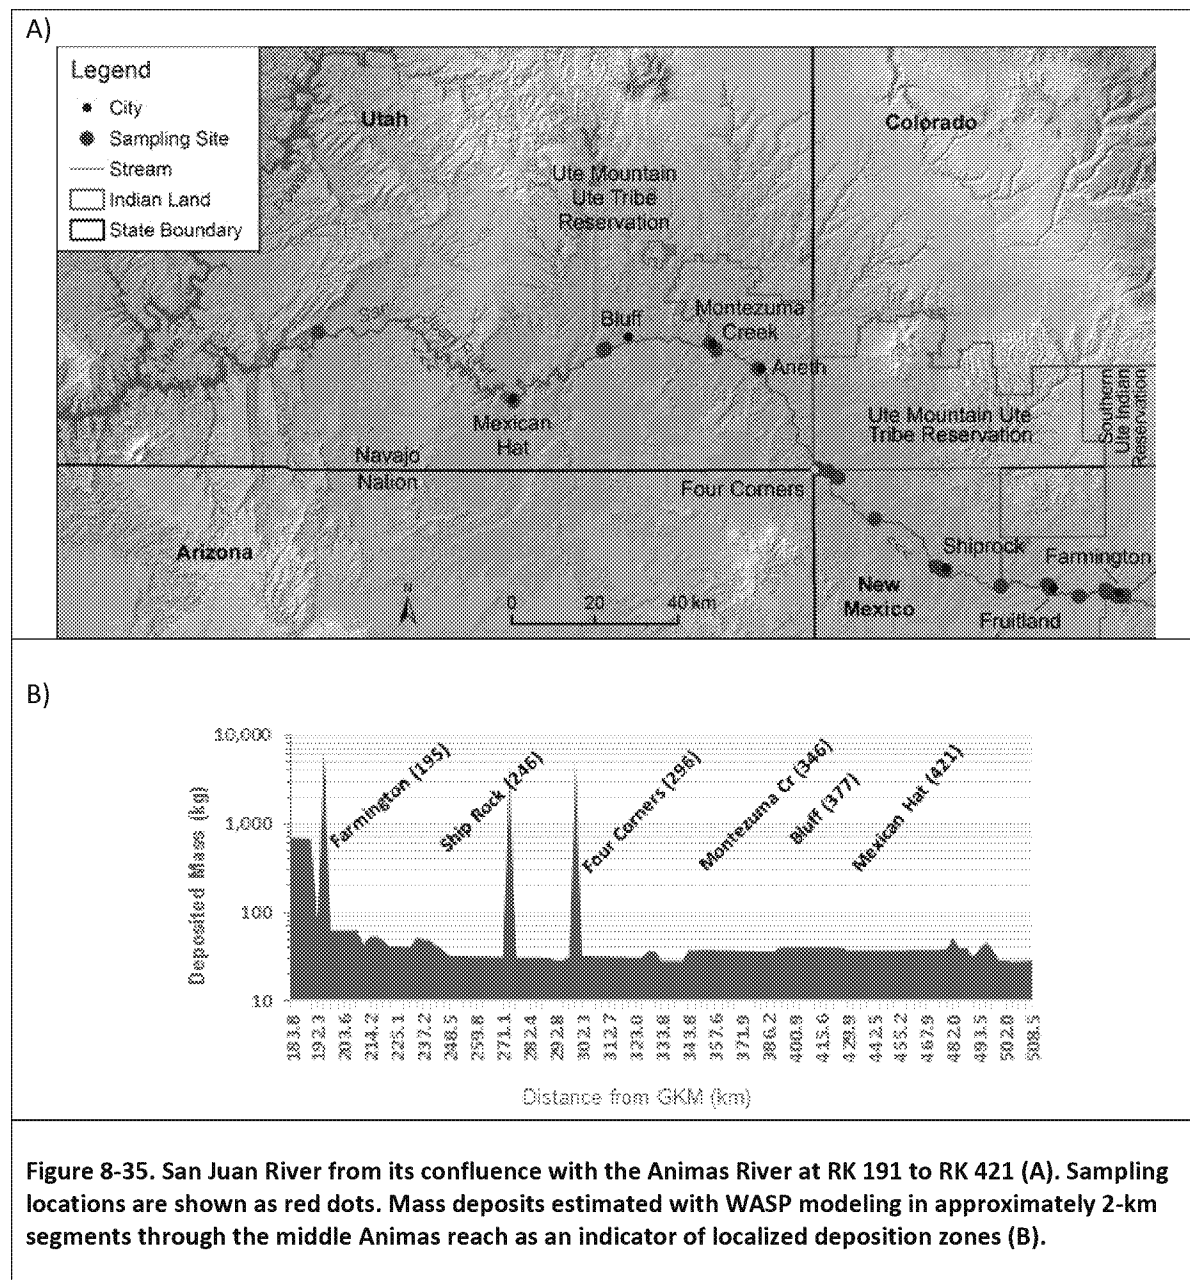 A)
Legend
City
Sampling Site
Stream
Indian Land
State Boundary
Utah
Colorado
Ute Mountain
Ute Tribe
Reservation
San
Bluff
Montezuma
Creek
Aneth
Mexican
Hat
Ute Mountain Ute
Tribe Reservation
Southern
Ute Indian
Reservation
Navajo
Nation
Four Corners
Arizona
Shiprock
Farmington
New
Mexico
Fruitland
N
0 20 40 km
B)
10,000
1,000
100
10
Deposited Mass (kg)
Farmington (195)
Ship Rock (246)
Four Corners (296)
Montezuma Cr (346)
Bluff (377)
Mexican Hat (421)
183.8 192.3 203.6 214.2 225.1 237.2 248.5 259.8 271.1 282.4 292.8 302.3 312.7 323.0 333.8 343.8 357.6 371.9 386.2 400.9 415.6 429.9 442.5 455.2 467.9 482.0 493.5 502.8 508.5
Distance from GKM (km)
Figure 8-35. San Juan River from its confluence with the Animas River at RK 191 to RK 421 (A). Sampling
locations are shown as red dots. Mass deposits estimated with WASP modeling in approximately 2-km
segments through the middle Animas reach as an indicator of localized deposition zones (B).